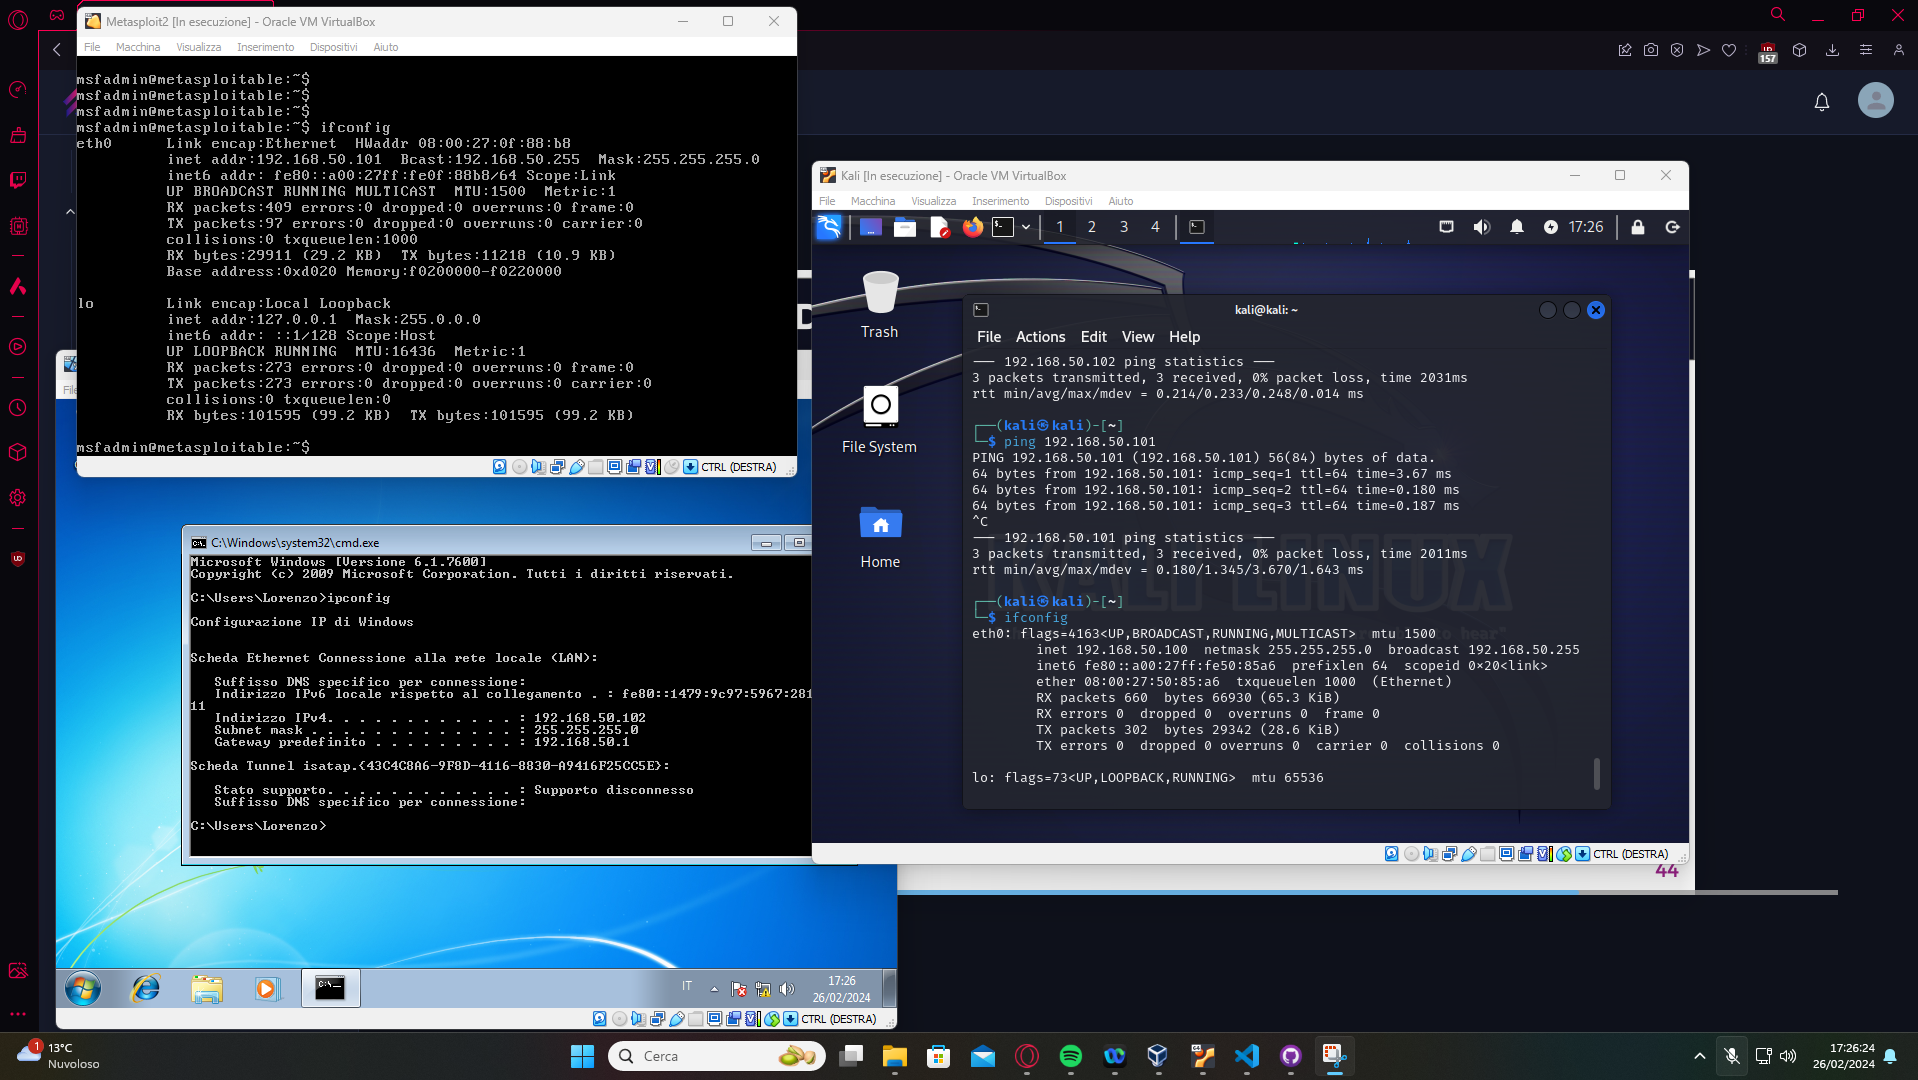 Metasploit2 [In esecuzione] - Oracle VM VirtualBox
File Macchina Visualizza Inserimento Dispositivi Aiuto
msfadmin@metasploitable:~$
msfadmin@metasploitable:~$
msfadmin@metasploitable:~$
msfadmin@metasploitable:~$ ifconfig
eth0 Link encap:Ethernet HWaddr 08:00:27:0f:88:b8
inet addr:192.168.50.101 Bcast:192.168.50.255 Mask:255.255.255.0
inet6 addr: fe80::a00:27ff:fe0f:88b8/64 Scope:Link
UP BROADCAST RUNNING MULTICAST MTU:1500 Metric:1
RX packets:409 errors:0 dropped:0 overruns:0 frame:0
TX packets:97 errors:0 dropped:0 overruns:0 carrier:0
collisions:0 txqueuelen:1000
RX bytes:29911 (29.2 KB) TX bytes:11218 (10.9 KB)
Base address:0xd020 Memory:f0200000-f0220000
lo Link encap:Local Loopback
inet addr:127.0.0.1 Mask:255.0.0.0
inet6 addr: ::1/128 Scope:Host
UP LOOPBACK RUNNING MTU:16436 Metric:1
RX packets:273 errors:0 dropped:0 overruns:0 frame:0
TX packets:273 errors:0 dropped:0 overruns:0 carrier:0
collisions:0 txqueuelen:0
RX bytes:101595 (99.2 KB) TX bytes:101595 (99.2 KB)
msfadmin@metasploitable:~$
CTRL (DESTRA)
157
Kali [In esecuzione] - Oracle VM VirtualBox
File Macchina Visualizza Inserimento Dispositivi Aiuto
1 2 3 4
17:26
Trash
File System
Home
kali@kali: ~
File Actions Edit View Help
--- 192.168.50.102 ping statistics ---
3 packets transmitted, 3 received, 0% packet loss, time 2031ms
rtt min/avg/max/mdev = 0.214/0.233/0.248/0.014 ms
┌──(kali㉿kali)-[~]
└─$ ping 192.168.50.101
PING 192.168.50.101 (192.168.50.101) 56(84) bytes of data.
64 bytes from 192.168.50.101: icmp_seq=1 ttl=64 time=3.67 ms
64 bytes from 192.168.50.101: icmp_seq=2 ttl=64 time=0.180 ms
64 bytes from 192.168.50.101: icmp_seq=3 ttl=64 time=0.187 ms
^C
--- 192.168.50.101 ping statistics ---
3 packets transmitted, 3 received, 0% packet loss, time 2011ms
rtt min/avg/max/mdev = 0.180/1.345/3.670/1.643 ms
┌──(kali㉿kali)-[~]
└─$ ifconfig
eth0: flags=4163<UP,BROADCAST,RUNNING,MULTICAST> mtu 1500
inet 192.168.50.100 netmask 255.255.255.0 broadcast 192.168.50.255
inet6 fe80::a00:27ff:fe50:85a6 prefixlen 64 scopeid 0×20<link>
ether 08:00:27:50:85:a6 txqueuelen 1000 (Ethernet)
RX packets 660 bytes 66930 (65.3 KiB)
RX errors 0 dropped 0 overruns 0 frame 0
TX packets 302 bytes 29342 (28.6 KiB)
TX errors 0 dropped 0 overruns 0 carrier 0 collisions 0
lo: flags=73<UP,LOOPBACK,RUNNING> mtu 65536
KALI LINUX
hear"
CTRL (DESTRA)
44
C:\Windows\system32\cmd.exe
Microsoft Windows [Versione 6.1.7600]
Copyright (c) 2009 Microsoft Corporation. Tutti i diritti riservati.
C:\Users\Lorenzo>ipconfig
Configurazione IP di Windows
Scheda Ethernet Connessione alla rete locale (LAN):
Suffisso DNS specifico per connessione:
Indirizzo IPv6 locale rispetto al collegamento . : fe80::1479:9c97:5967:281
11
Indirizzo IPv4. . . . . . . . . . . . : 192.168.50.102
Subnet mask . . . . . . . . . . . . . : 255.255.255.0
Gateway predefinito . . . . . . . . . : 192.168.50.1
Scheda Tunnel isatap.{43C4C8A6-9F8D-4116-8830-A9416F25CC5E}:
Stato supporto. . . . . . . . . . . . : Supporto disconnesso
Suffisso DNS specifico per connessione:
C:\Users\Lorenzo>
IT
17:26
26/02/2024
CTRL (DESTRA)
1
13°C
Nuvoloso
Cerca
17:26:24
26/02/2024